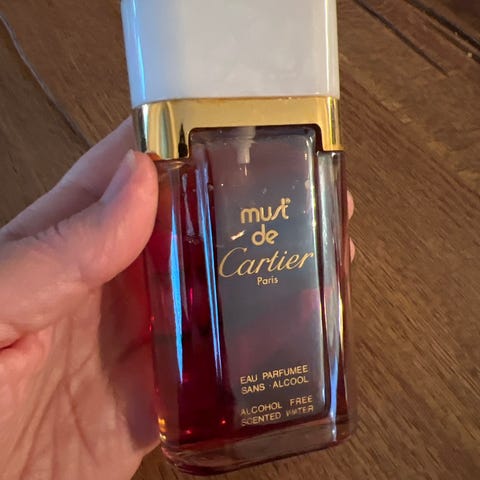 must
de
Cartier
Paris
EAU PARFUMEE
SANS-ALCOOL
ALCOHOL FREE
SCENTED WATER